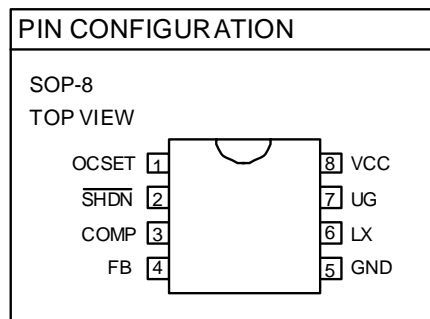 PIN CONFIGURATION
SOP-8
TOP VIEW
OCSET 1 8 VCC
SHDN 2 7 UG
COMP 3 6 LX
FB 4 5 GND